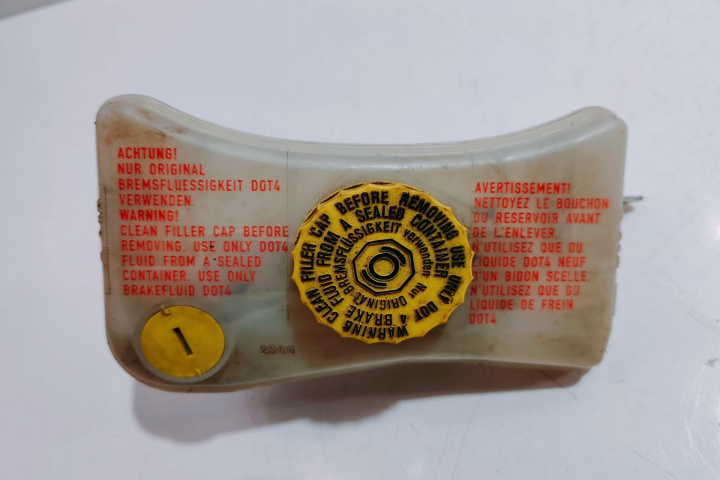 ACHTUNG!
NUR ORIGINAL
BREMSFLUESSIGKEIT DOT4
VERWENDEN.
WARNING!
CLEAN FILLER CAP BEFORE
REMOVING. USE ONLY DOT4
FLUID FROM A SEALED
CONTAINER. USE ONLY
BRAKEFLUID DOT4
WARNING CLEAN FILLER CAP BEFORE REMOVING USE ONLY DOT 4 BRAKE FLUID FROM A SEALED CONTAINER
Nur ORIGINAL BREMSFLÜSSIGKEIT verwenden
AVERTISSEMENT!
NETTOYEZ LE BOUCHON
DU RESERVOIR AVANT
DE L'ENLEVER.
N'UTILISEZ QUE DU
LIQUIDE DOT4 NEUF
D'UN BIDON SCELLE.
N'UTILISEZ QUE DU
LIQUIDE DE FREIN
DOT4